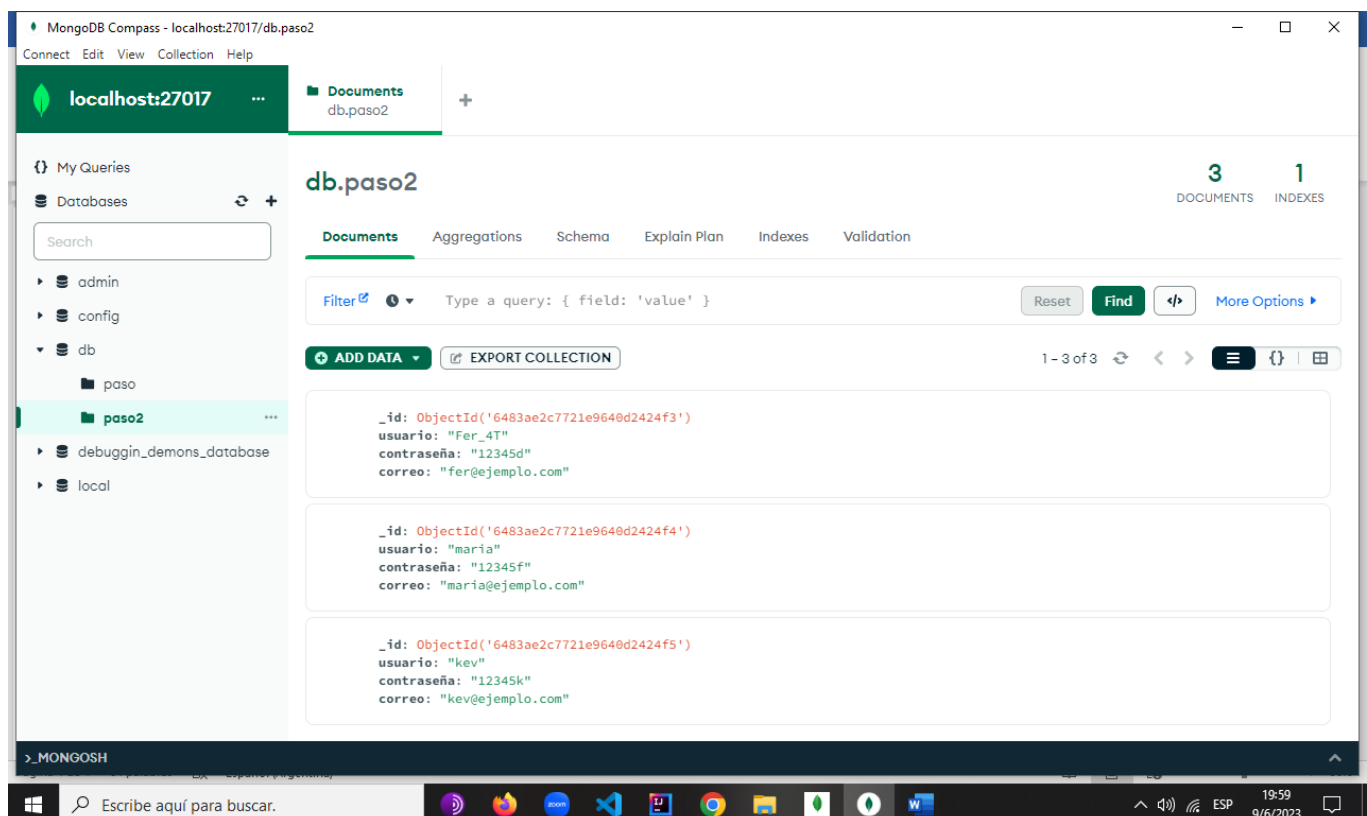 MongoDB Compass - localhost:27017/db.paso2
Connect Edit View Collection Help
localhost:27017 ...
Documents
db.paso2
+
{} My Queries
Databases
Search
admin
config
db
paso
paso2 ...
debuggin_demons_database
local
db.paso2
3
DOCUMENTS
1
INDEXES
Documents Aggregations Schema Explain Plan Indexes Validation
Filter Type a query: { field: 'value' } Reset Find </> More Options
ADD DATA EXPORT COLLECTION 1 – 3 of 3 {}
_id: ObjectId('6483ae2c7721e9640d2424f3')
usuario: "Fer_4T"
contraseña: "12345d"
correo: "fer@ejemplo.com"
_id: ObjectId('6483ae2c7721e9640d2424f4')
usuario: "maria"
contraseña: "12345f"
correo: "maria@ejemplo.com"
_id: ObjectId('6483ae2c7721e9640d2424f5')
usuario: "kev"
contraseña: "12345k"
correo: "kev@ejemplo.com"
>_MONGOSH
Escribe aquí para buscar.
zoom
IJ
W
ESP
19:59
9/6/2023